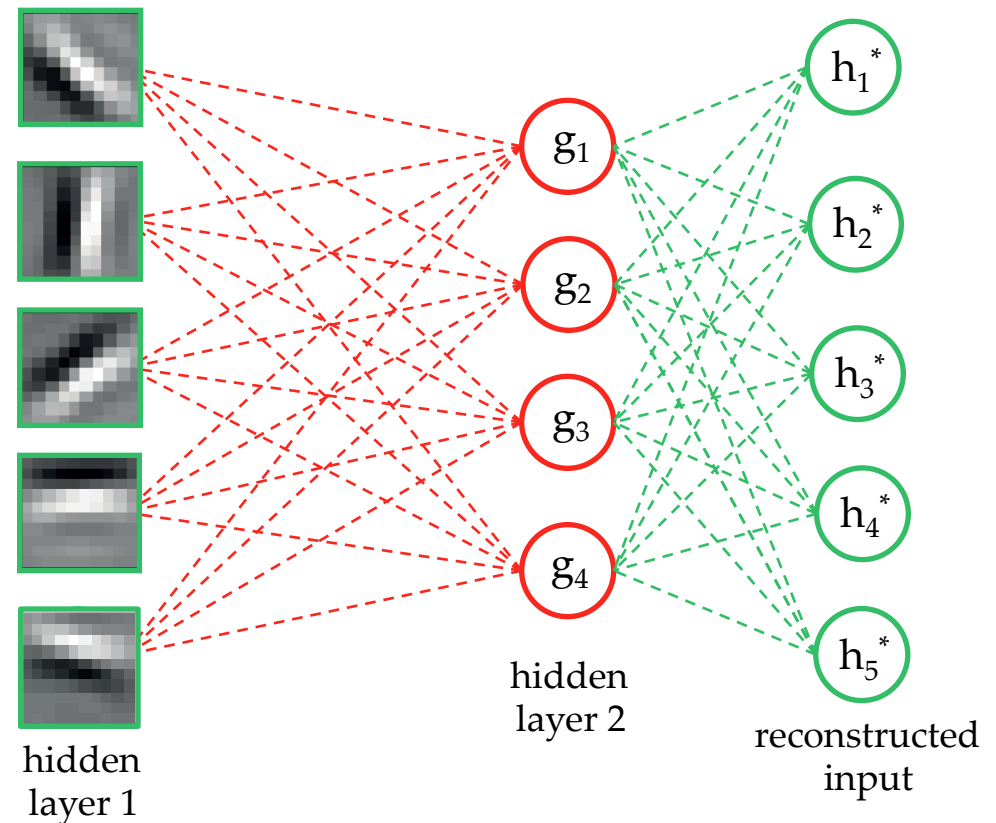 h₁*
g₁
h₂*
g₂
h₃*
g₃
h₄*
g₄
h₅*
hidden
layer 1
hidden
layer 2
reconstructed
input